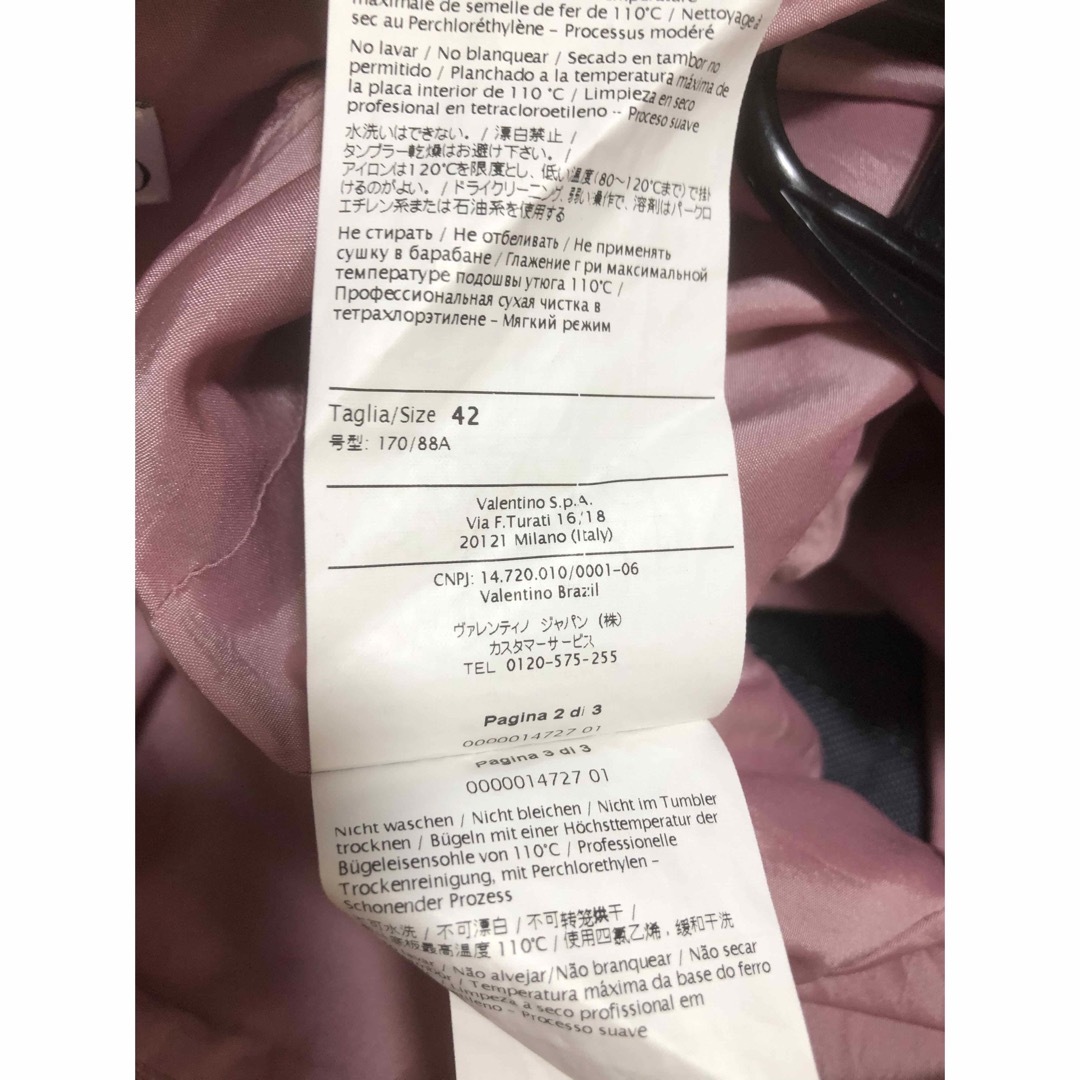 maximale de semelle de fer de 110°C / Nettoyage à
sec au Perchloréthylène – Processus modéré
No lavar / No blanquear / Secado en tambor no
permitido / Planchado a la temperatura máxima de
la placa interior de 110 °C / Limpieza en seco
profesional en tetracloroetileno – Proceso suave
水洗いはできない。/ 漂白禁止 /
タンブラー乾燥はお避け下さい。/
アイロンは120℃を限度とし、低い温度(80〜120℃まで)で掛
けるのがよい。/ ドライクリーニング、弱い操作で、溶剤はパークロ
エチレン系または石油系を使用する
Не стирать / Не отбеливать / Не применять
сушку в барабане / Глажение при максимальной
температуре подошвы утюга 110°C /
Профессиональная сухая чистка в
тетрахлорэтилене – Мягкий режим
Taglia/Size 42
号型: 170/88A
Valentino S.p.A.
Via F.Turati 16/18
20121 Milano (Italy)
CNPJ: 14.720.010/0001-06
Valentino Brazil
ヴァレンティノ ジャパン (株)
カスタマーサービス
TEL 0120-575-255
Pagina 2 di 3
0000014727 01
Pagina 3 di 3
0000014727 01
Nicht waschen / Nicht bleichen / Nicht im Tumbler
trocknen / Bügeln mit einer Höchsttemperatur der
Bügeleisensohle von 110°C / Professionelle
Trockenreinigung, mit Perchlorethylen –
Schonender Prozess
可水洗 / 不可漂白 / 不可转笼烘干 /
板最高温度 110℃ / 使用四氯乙烯，缓和干洗
/ Não alvejar/Não branquear / Não secar
/ Temperatura máxima da base do ferro
Limpeza a seco profissional em
– Processo suave